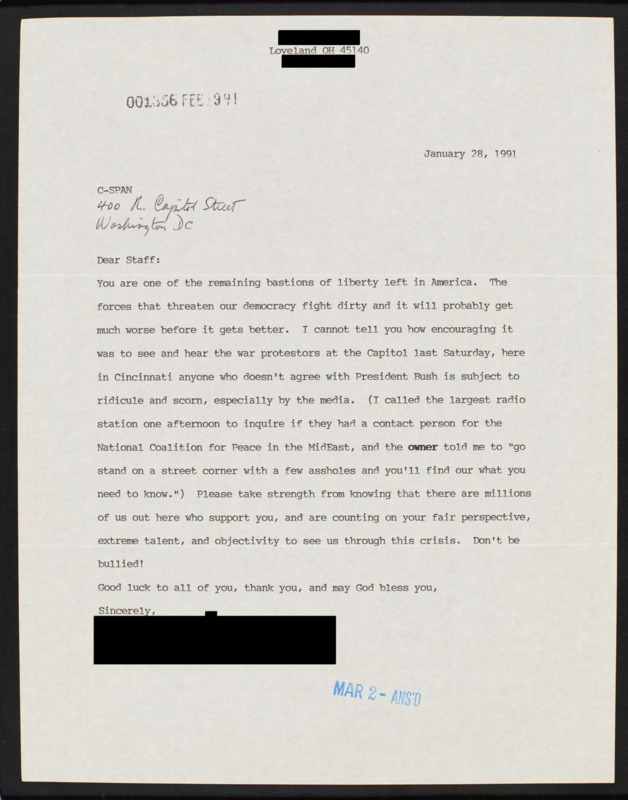 Loveland OH 45140
FEB 1991
January 28, 1991
C-SPAN
400 N. Capitol Street
Washington DC
Dear Staff:
You are one of the remaining bastions of liberty left in America. The
forces that threaten our democracy fight dirty and it will probably get
much worse before it gets better. I cannot tell you how encouraging it
was to see and hear the war protestors at the Capitol last Saturday, here
in Cincinnati anyone who doesn't agree with President Bush is subject to
ridicule and scorn, especially by the media. (I called the largest radio
station one afternoon to inquire if they had a contact person for the
National Coalition for Peace in the MidEast, and the owner told me to "go
stand on a street corner with a few assholes and you'll find our what you
need to know.") Please take strength from knowing that there are millions
of us out here who support you, and are counting on your fair perspective,
extreme talent, and objectivity to see us through this crisis. Don't be
bullied!
Good luck to all of you, thank you, and may God bless you,
Sincerely,
MAR 2 - ANS'D